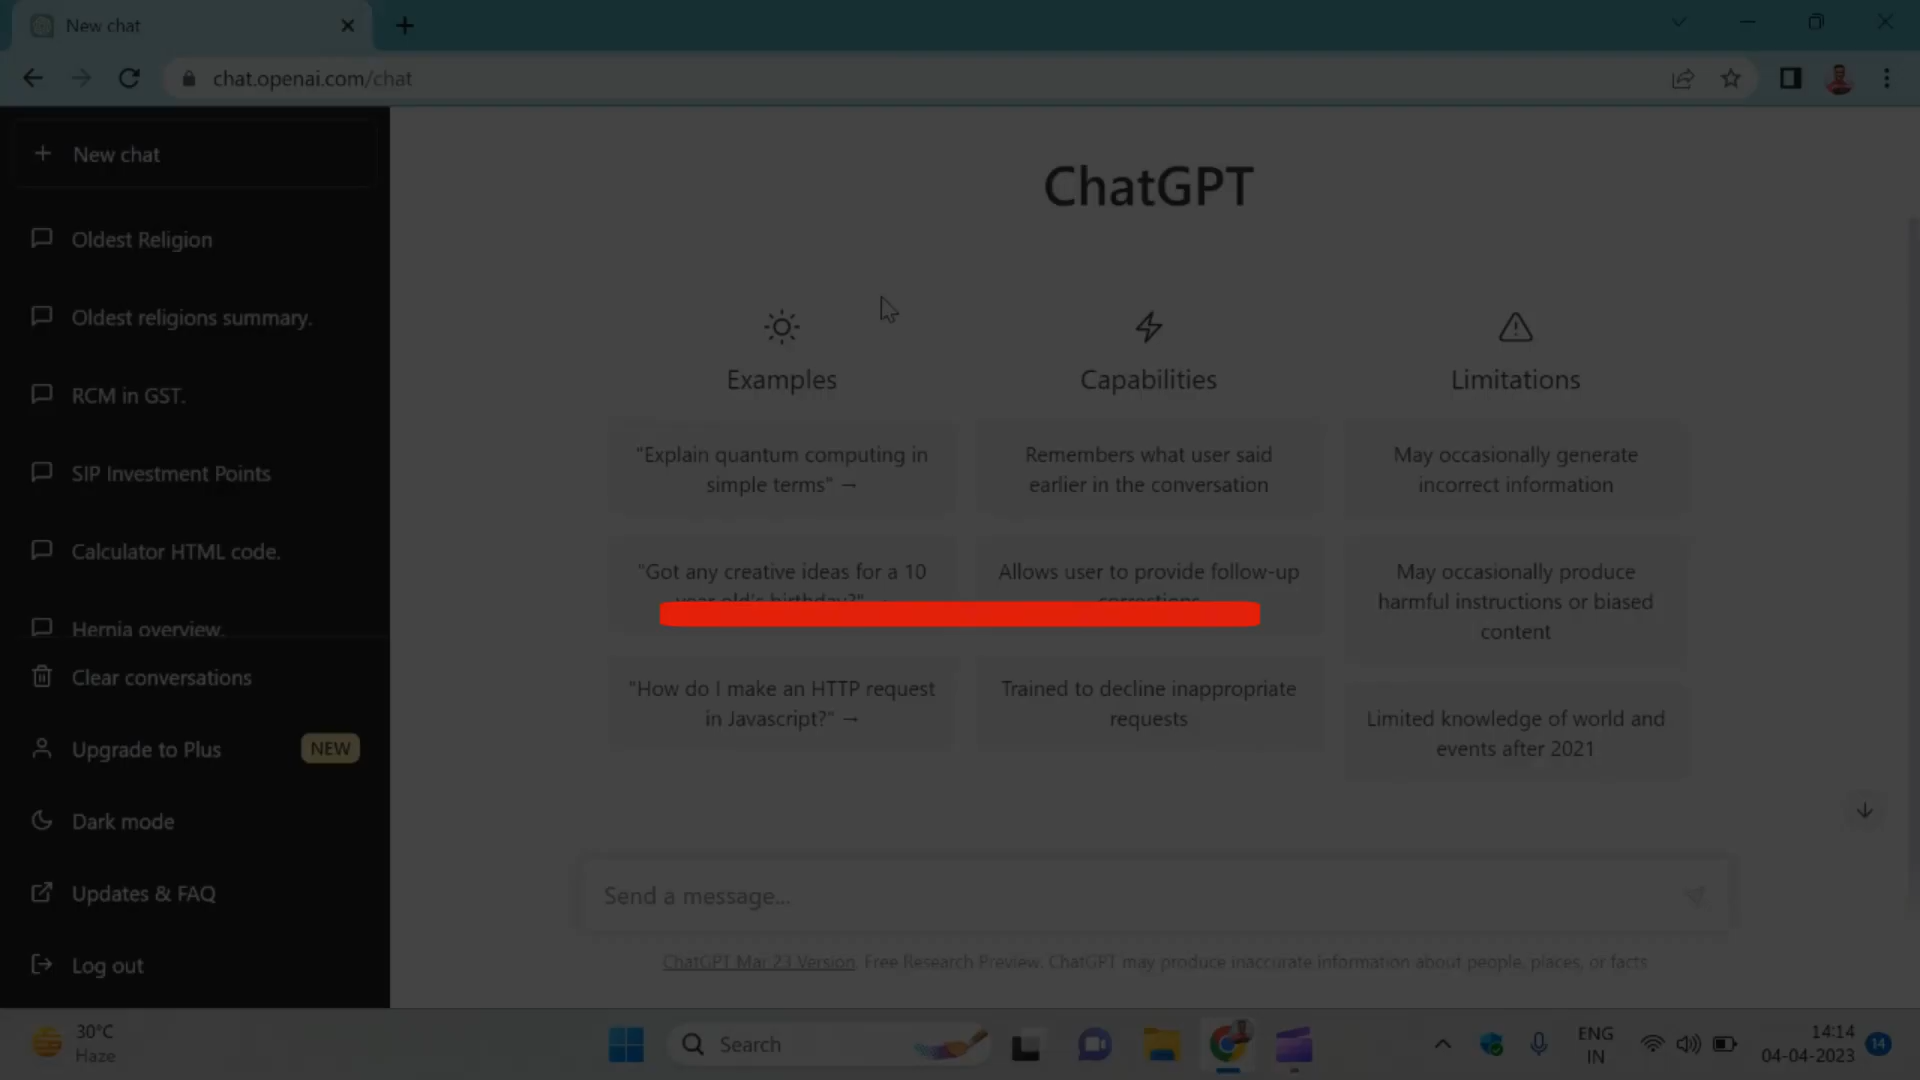 New chat
chat.openai.com/chat
New chat
Oldest Religion
Oldest religions summary.
RCM in GST.
SIP Investment Points
Calculator HTML code.
Hernia overview.
Clear conversations
Upgrade to Plus NEW
Dark mode
Updates & FAQ
Log out
ChatGPT
Examples
"Explain quantum computing in
simple terms" →
"Got any creative ideas for a 10
year old's birthday?"
"How do I make an HTTP request
in Javascript?" →
Capabilities
Remembers what user said
earlier in the conversation
Allows user to provide follow-up
corrections
Trained to decline inappropriate
requests
Limitations
May occasionally generate
incorrect information
May occasionally produce
harmful instructions or biased
content
Limited knowledge of world and
events after 2021
Send a message...
ChatGPT Mar 23 Version. Free Research Preview. ChatGPT may produce inaccurate information about people, places, or facts
30°C
Haze
Search
ENG
IN
14:14
04-04-2023
14